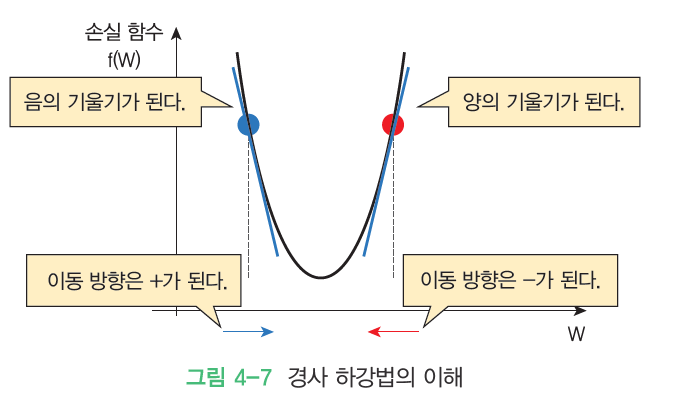 손실 함수
f(W)
음의 기울기가 된다.
양의 기울기가 된다.
이동 방향은 +가 된다.
이동 방향은 –가 된다.
W
그림 4–7 경사 하강법의 이해